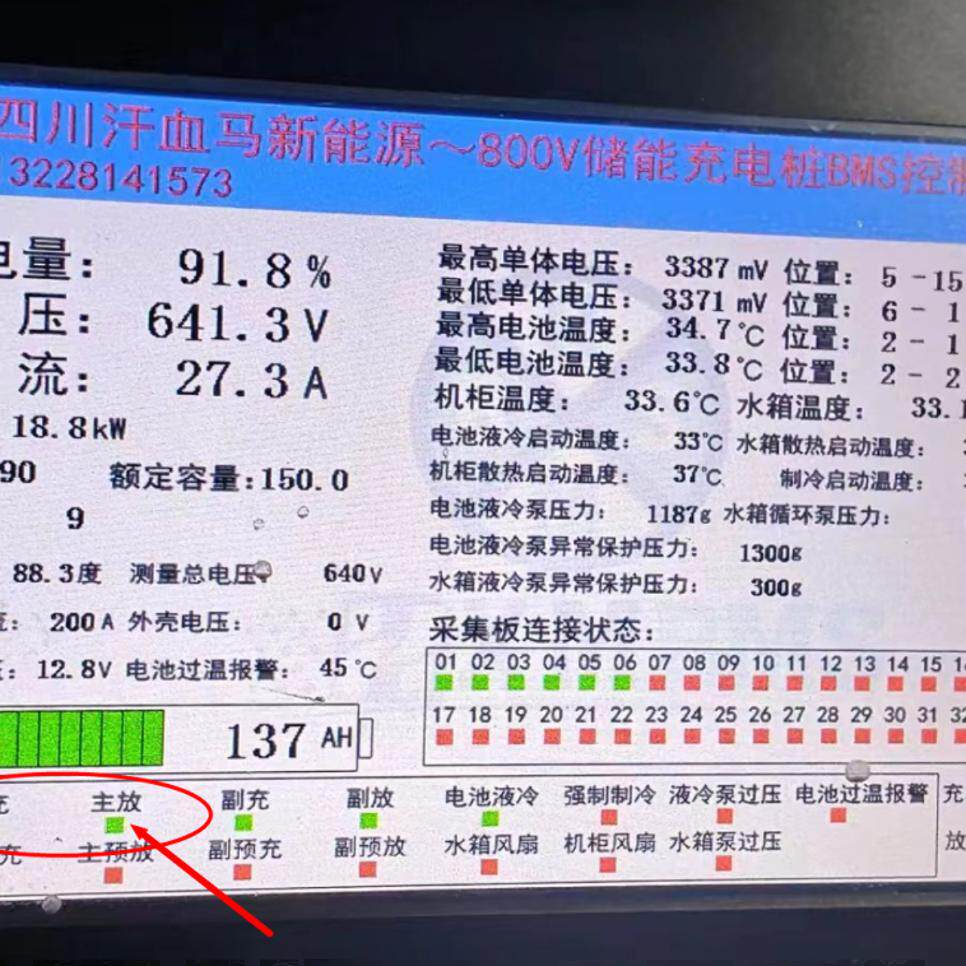 四川汗血马新能源～800V储能充电桩BMS控制
13228141573
电量： 91.8%
压： 641.3V
流： 27.3A
18.8kW
90 额定容量:150.0
9
88.3度 测量总电压 640V
200A 外壳电压： 0 V
12.8V 电池过温报警： 45℃
137 AH
最高单体电压： 3387 mV 位置： 5 - 15
最低单体电压： 3371 mV 位置： 6 - 1
最高电池温度： 34.7℃ 位置： 2 - 1
最低电池温度： 33.8℃ 位置： 2 - 2
机柜温度： 33.6℃ 水箱温度： 33.1
电池液冷启动温度： 33℃ 水箱散热启动温度：
机柜散热启动温度： 37℃ 制冷启动温度：
电池液冷泵压力： 1187g 水箱循环泵压力：
电池液冷泵异常保护压力： 1300g
水箱液冷泵异常保护压力： 300g
采集板连接状态：
01 02 03 04 05 06 07 08 09 10 11 12 13 14 15
17 18 19 20 21 22 23 24 25 26 27 28 29 30 31 32
充 主放 副充 副放 电池液冷 强制制冷 液冷泵过压 电池过温报警 充
充 主预放 副预充 副预放 水箱风扇 机柜风扇 水箱泵过压 放